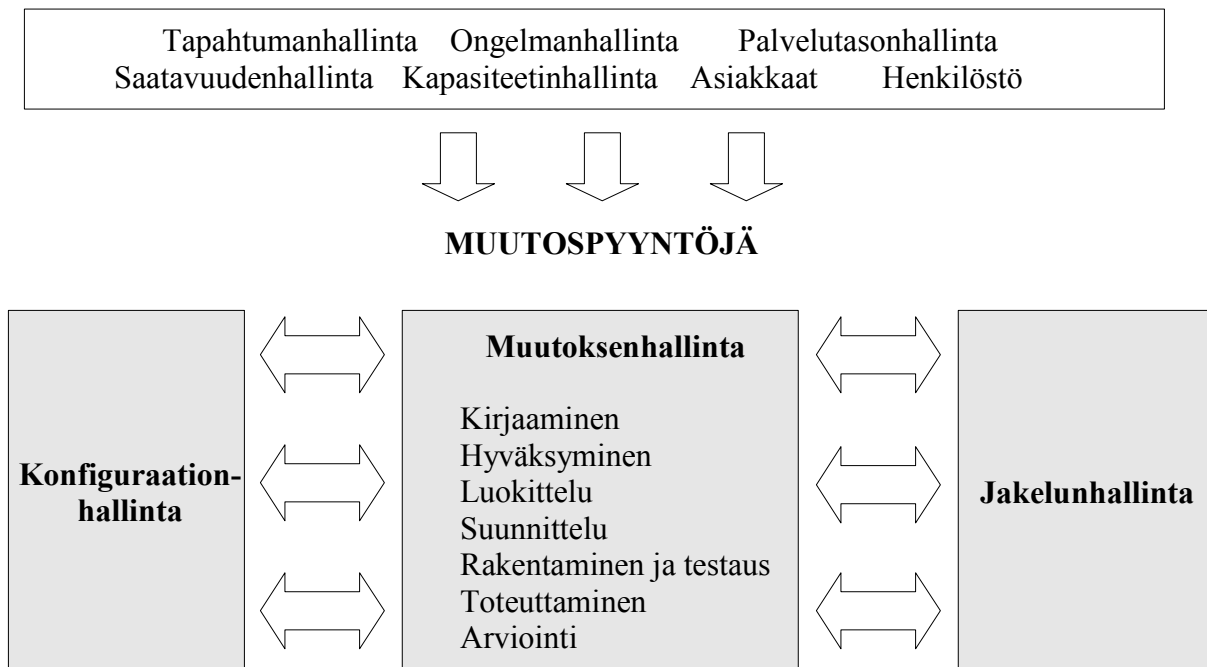 Tapahtumanhallinta Ongelmanhallinta Palvelutasonhallinta
Saatavuudenhallinta Kapasiteetinhallinta Asiakkaat Henkilöstö
MUUTOSPYYNTÖJÄ
Konfiguraation-
hallinta
Muutoksenhallinta
Kirjaaminen
Hyväksyminen
Luokittelu
Suunnittelu
Rakentaminen ja testaus
Toteuttaminen
Arviointi
Jakelunhallinta